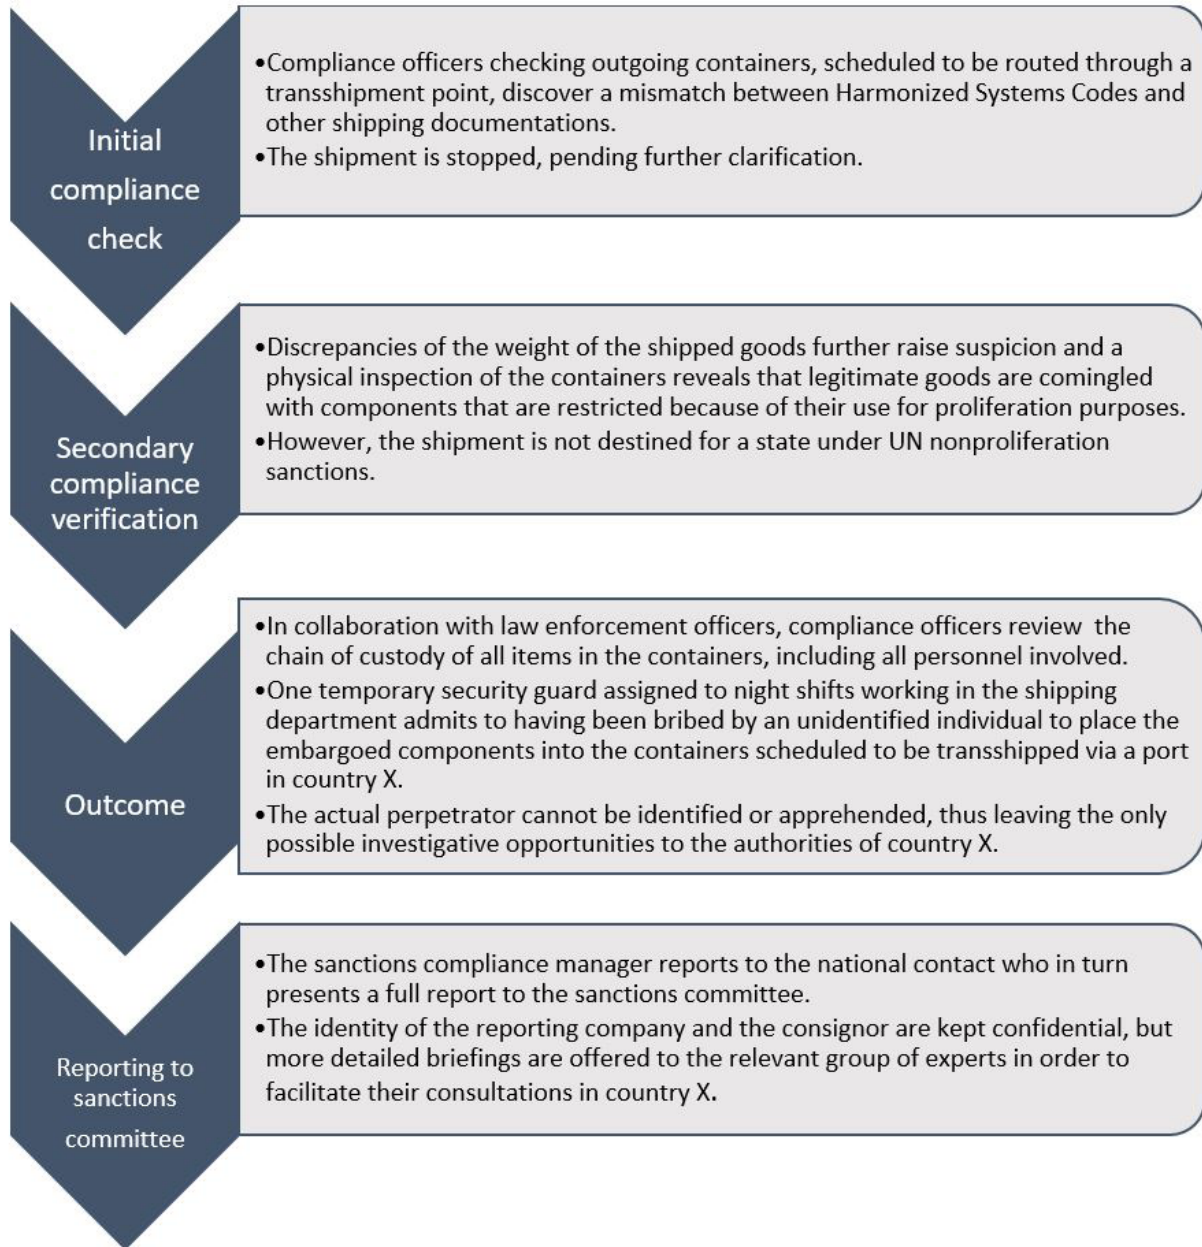 Initial
compliance
check
•Compliance officers checking outgoing containers, scheduled to be routed through a
transshipment point, discover a mismatch between Harmonized Systems Codes and
other shipping documentations.
•The shipment is stopped, pending further clarification.
Secondary
compliance
verification
•Discrepancies of the weight of the shipped goods further raise suspicion and a
physical inspection of the containers reveals that legitimate goods are comingled
with components that are restricted because of their use for proliferation purposes.
•However, the shipment is not destined for a state under UN nonproliferation
sanctions.
Outcome
•In collaboration with law enforcement officers, compliance officers review the
chain of custody of all items in the containers, including all personnel involved.
•One temporary security guard assigned to night shifts working in the shipping
department admits to having been bribed by an unidentified individual to place the
embargoed components into the containers scheduled to be transshipped via a port
in country X.
•The actual perpetrator cannot be identified or apprehended, thus leaving the only
possible investigative opportunities to the authorities of country X.
Reporting to
sanctions
committee
•The sanctions compliance manager reports to the national contact who in turn
presents a full report to the sanctions committee.
•The identity of the reporting company and the consignor are kept confidential, but
more detailed briefings are offered to the relevant group of experts in order to
facilitate their consultations in country X.